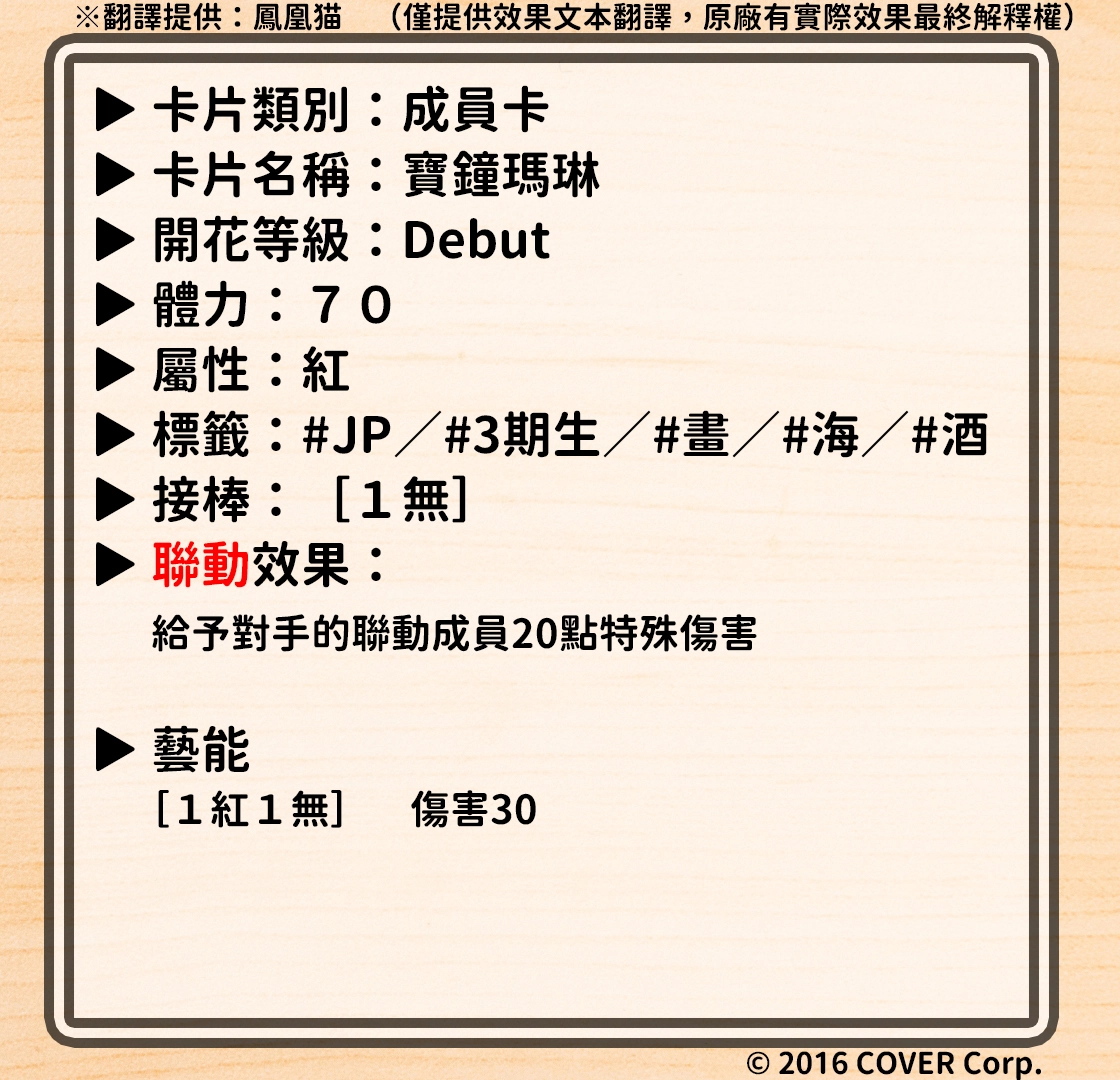 ※翻譯提供：鳳凰猫　（僅提供效果文本翻譯，原廠有實際效果最終解釋權）
▶ 卡片類別：成員卡
▶ 卡片名稱：寶鐘瑪琳
▶ 開花等級：Debut
▶ 體力：７０
▶ 屬性：紅
▶ 標籤：#JP／#3期生／#畫／#海／#酒
▶ 接棒：［１無］
▶ 聯動效果：
給予對手的聯動成員20點特殊傷害
▶ 藝能
［１紅１無］　傷害30
© 2016 COVER Corp.